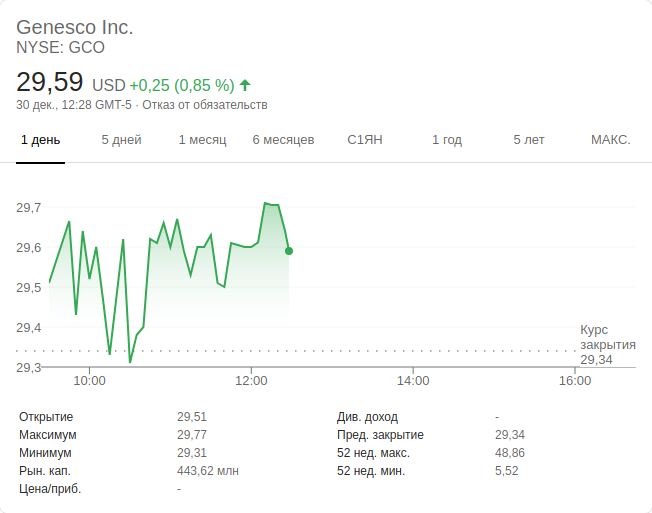 Genesco Inc.
NYSE: GCO
29,59 USD +0,25 (0,85 %)
30 дек., 12:28 GMT-5 · Отказ от обязательств
1 день 5 дней 1 месяц 6 месяцев С1ЯН 1 год 5 лет МАКС.
29,7
29,6
29,5
29,4
29,3
Курс
закрытия
29,34
10:00 12:00 14:00 16:00
Открытие 29,51 Див. доход -
Максимум 29,77 Пред. закрытие 29,34
Минимум 29,31 52 нед. макс. 48,86
Рын. кап. 443,62 млн 52 нед. мин. 5,52
Цена/приб. -